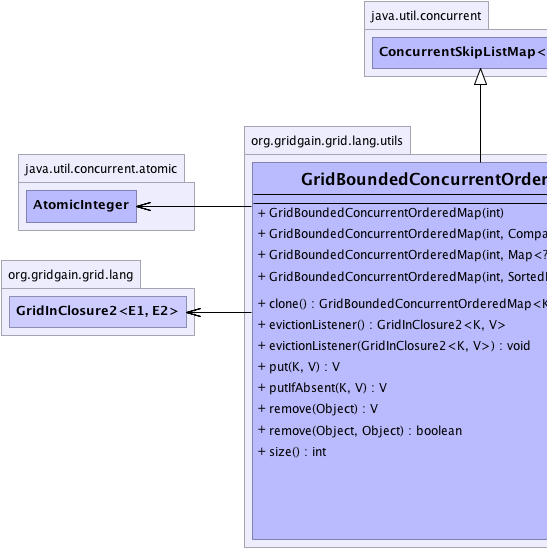 java.util.concurrent
ConcurrentSkipListMap<
org.gridgain.grid.lang.utils
java.util.concurrent.atomic
GridBoundedConcurrentOrder
AtomicInteger
+ GridBoundedConcurrentOrderedMap(int)
+ GridBoundedConcurrentOrderedMap(int, Compa
+ GridBoundedConcurrentOrderedMap(int, Map<?
org.gridgain.grid.lang
+ GridBoundedConcurrentOrderedMap(int, Sorted
GridInClosure2<E1, E2>
+ clone() : GridBoundedConcurrentOrderedMap<K
+ evictionListener() : GridInClosure2<K, V>
+ evictionListener(GridInClosure2<K, V>) : void
+ put(K, V) : V
+ putIfAbsent(K, V) : V
+ remove(Object) : V
+ remove(Object, Object) : boolean
+ size() : int